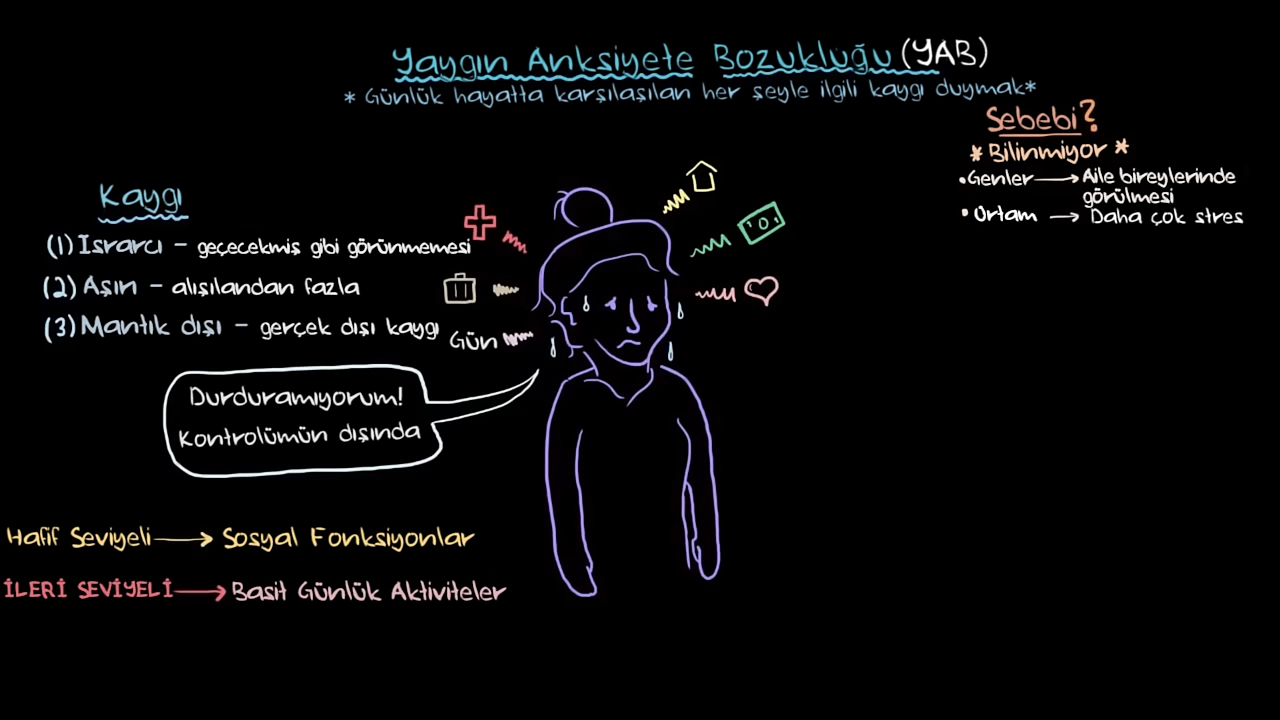 Yaygın Anksiyete Bozukluğu (YAB)
* Günlük hayatta karşılaşılan her şeyle ilgili kaygı duymak*
Sebebi?
* Bilinmiyor *
• Genler → Aile bireylerinde
görülmesi
• Ortam → Daha çok stres
Kaygı
(1) Israrcı – geçecekmiş gibi görünmemesi
(2) Aşırı – alışılandan fazla
(3) Mantık dışı – gerçek dışı kaygı
Gün
Durduramıyorum!
Kontrolümün dışında
Hafif Seviyeli → Sosyal Fonksiyonlar
İLERİ SEVİYELİ → Basit Günlük Aktiviteler